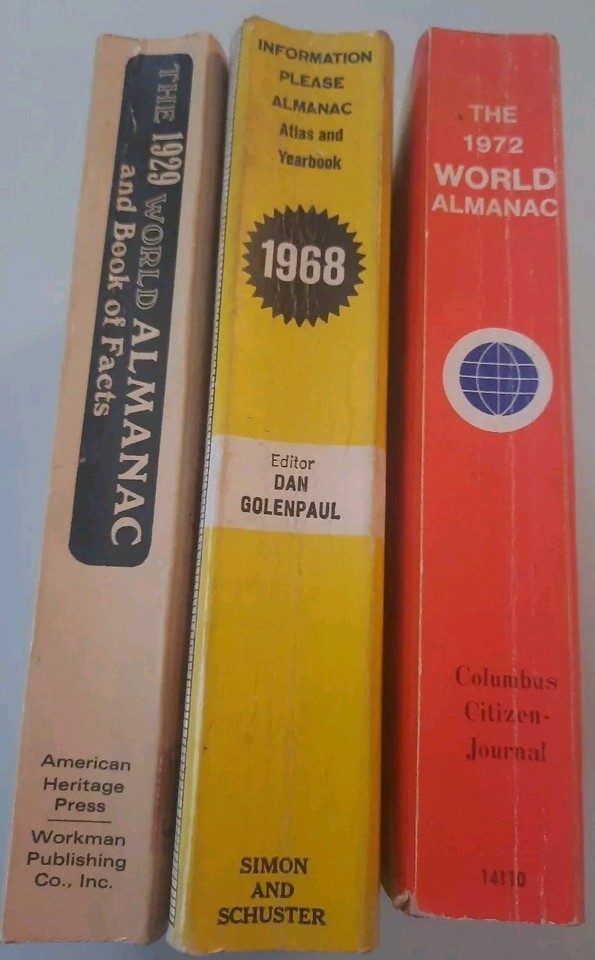 THE 1929 WORLD ALMANAC
and Book of Facts
American
Heritage
Press
Workman
Publishing
Co., Inc.
INFORMATION
PLEASE
ALMANAC
Atlas and
Yearbook
1968
Editor
DAN
GOLENPAUL
SIMON
AND
SCHUSTER
THE
1972
WORLD
ALMANAC
Columbus
Citizen-
Journal
14110